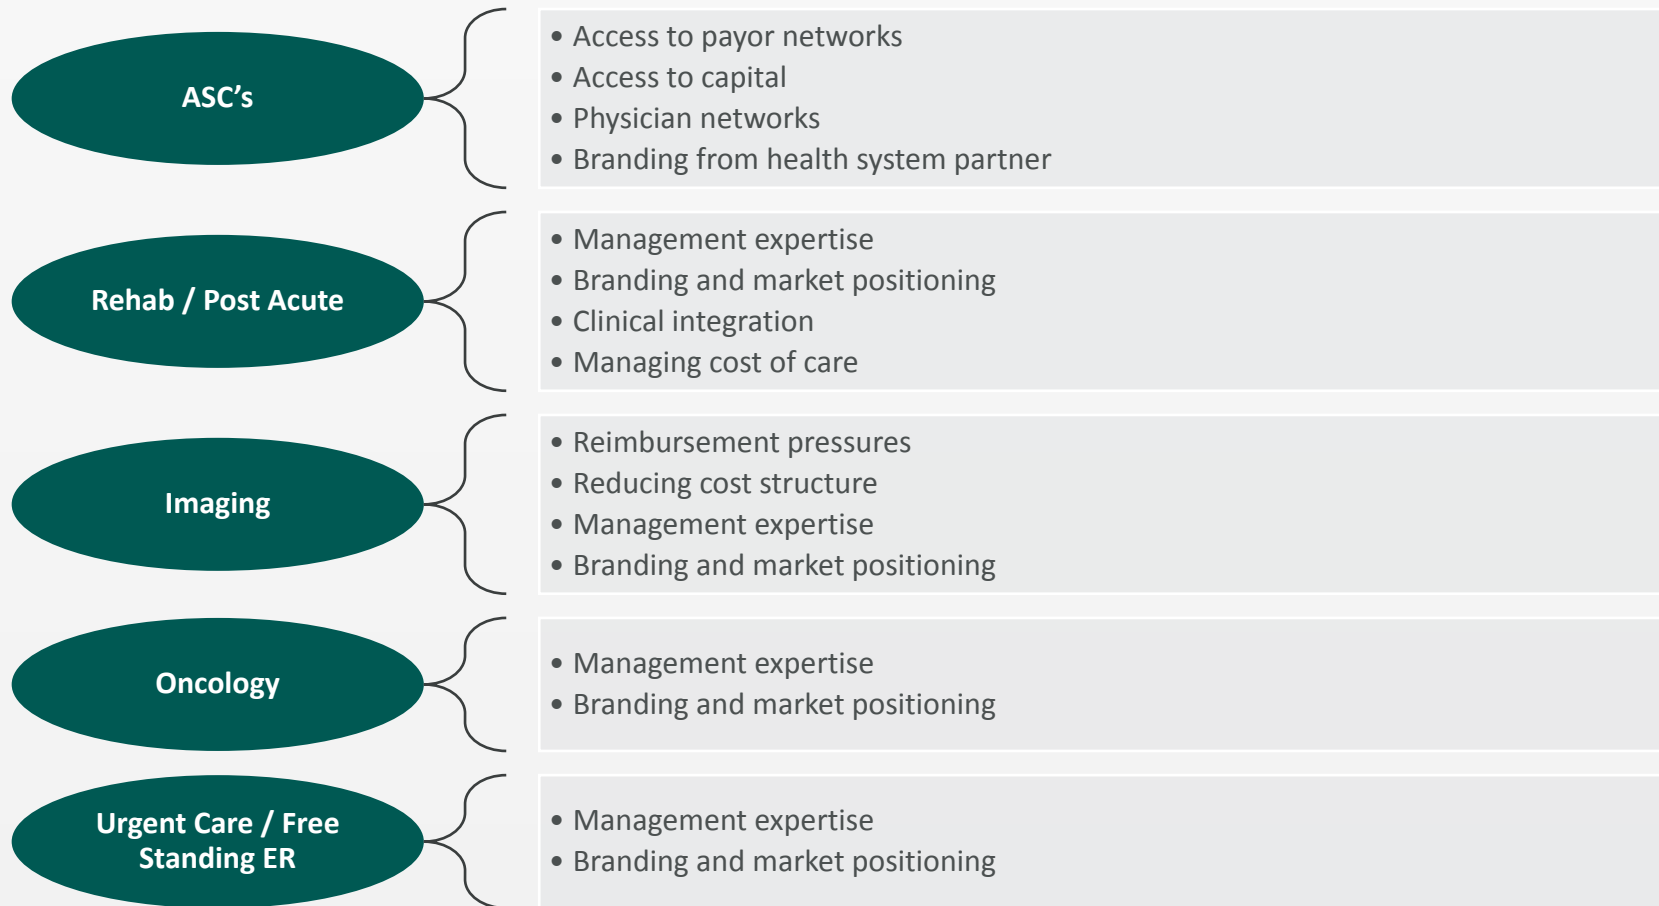 ASC’s
• Access to payor networks
• Access to capital
• Physician networks
• Branding from health system partner
Rehab / Post Acute
• Management expertise
• Branding and market positioning
• Clinical integration
• Managing cost of care
Imaging
• Reimbursement pressures
• Reducing cost structure
• Management expertise
• Branding and market positioning
Oncology
• Management expertise
• Branding and market positioning
Urgent Care / Free
Standing ER
• Management expertise
• Branding and market positioning